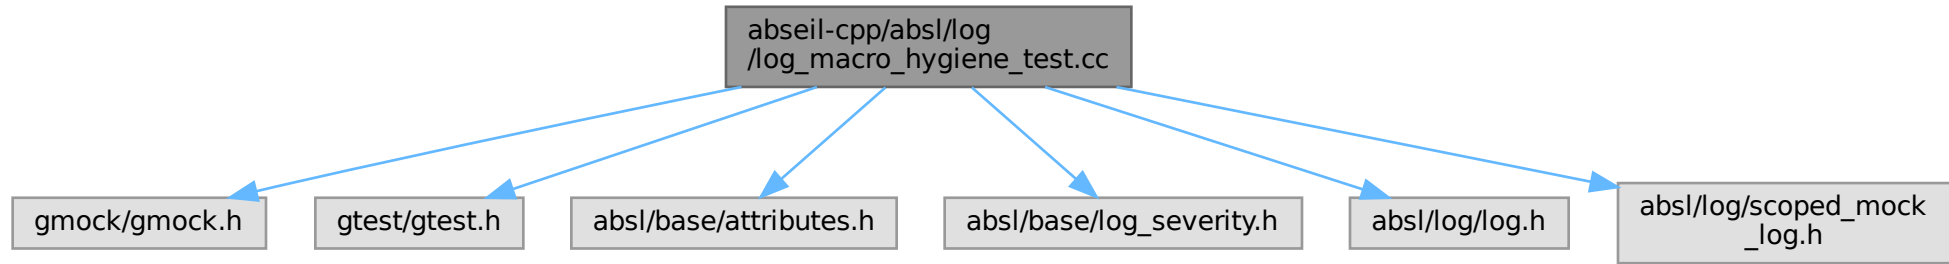 abseil-cpp/absl/log
/log_macro_hygiene_test.cc
gmock/gmock.h
gtest/gtest.h
absl/base/attributes.h
absl/base/log_severity.h
absl/log/log.h
absl/log/scoped_mock
_log.h